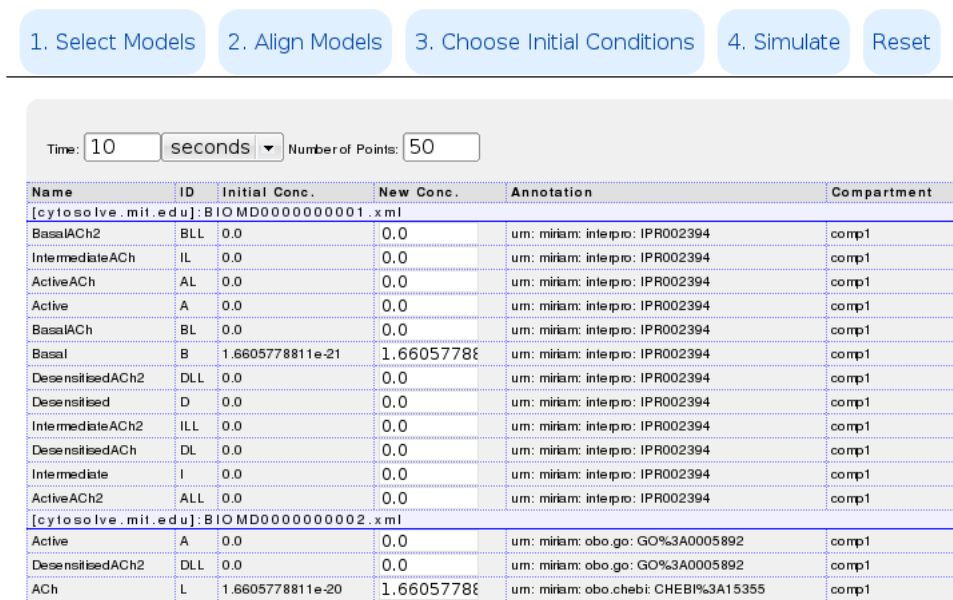 1. Select Models 2. Align Models 3. Choose Initial Conditions 4. Simulate Reset
Time: 10 seconds Number of Points: 50
Name ID Initial Conc. New Conc. Annotation Compartment
[cytosolve.mit.edu]:BIOMD0000000001.xml
BasalACh2 BLL 0.0 0.0 urn: miriam: interpro: IPR002394 comp1
IntermediateACh IL 0.0 0.0 urn: miriam: interpro: IPR002394 comp1
ActiveACh AL 0.0 0.0 urn: miriam: interpro: IPR002394 comp1
Active A 0.0 0.0 urn: miriam: interpro: IPR002394 comp1
BasalACh BL 0.0 0.0 urn: miriam: interpro: IPR002394 comp1
Basal B 1.6605778811e-21 1.66057788 urn: miriam: interpro: IPR002394 comp1
DesensitisedACh2 DLL 0.0 0.0 urn: miriam: interpro: IPR002394 comp1
Desensitised D 0.0 0.0 urn: miriam: interpro: IPR002394 comp1
IntermediateACh2 ILL 0.0 0.0 urn: miriam: interpro: IPR002394 comp1
DesensitisedACh DL 0.0 0.0 urn: miriam: interpro: IPR002394 comp1
Intermediate I 0.0 0.0 urn: miriam: interpro: IPR002394 comp1
ActiveACh2 ALL 0.0 0.0 urn: miriam: interpro: IPR002394 comp1
[cytosolve.mit.edu]:BIOMD0000000002.xml
Active A 0.0 0.0 urn: miriam: obo.go: GO%3A0005892 comp1
DesensitisedACh2 DLL 0.0 0.0 urn: miriam: obo.go: GO%3A0005892 comp1
ACh L 1.6605778811e-20 1.66057788 urn: miriam: obo.chebi: CHEBI%3A15355 comp1